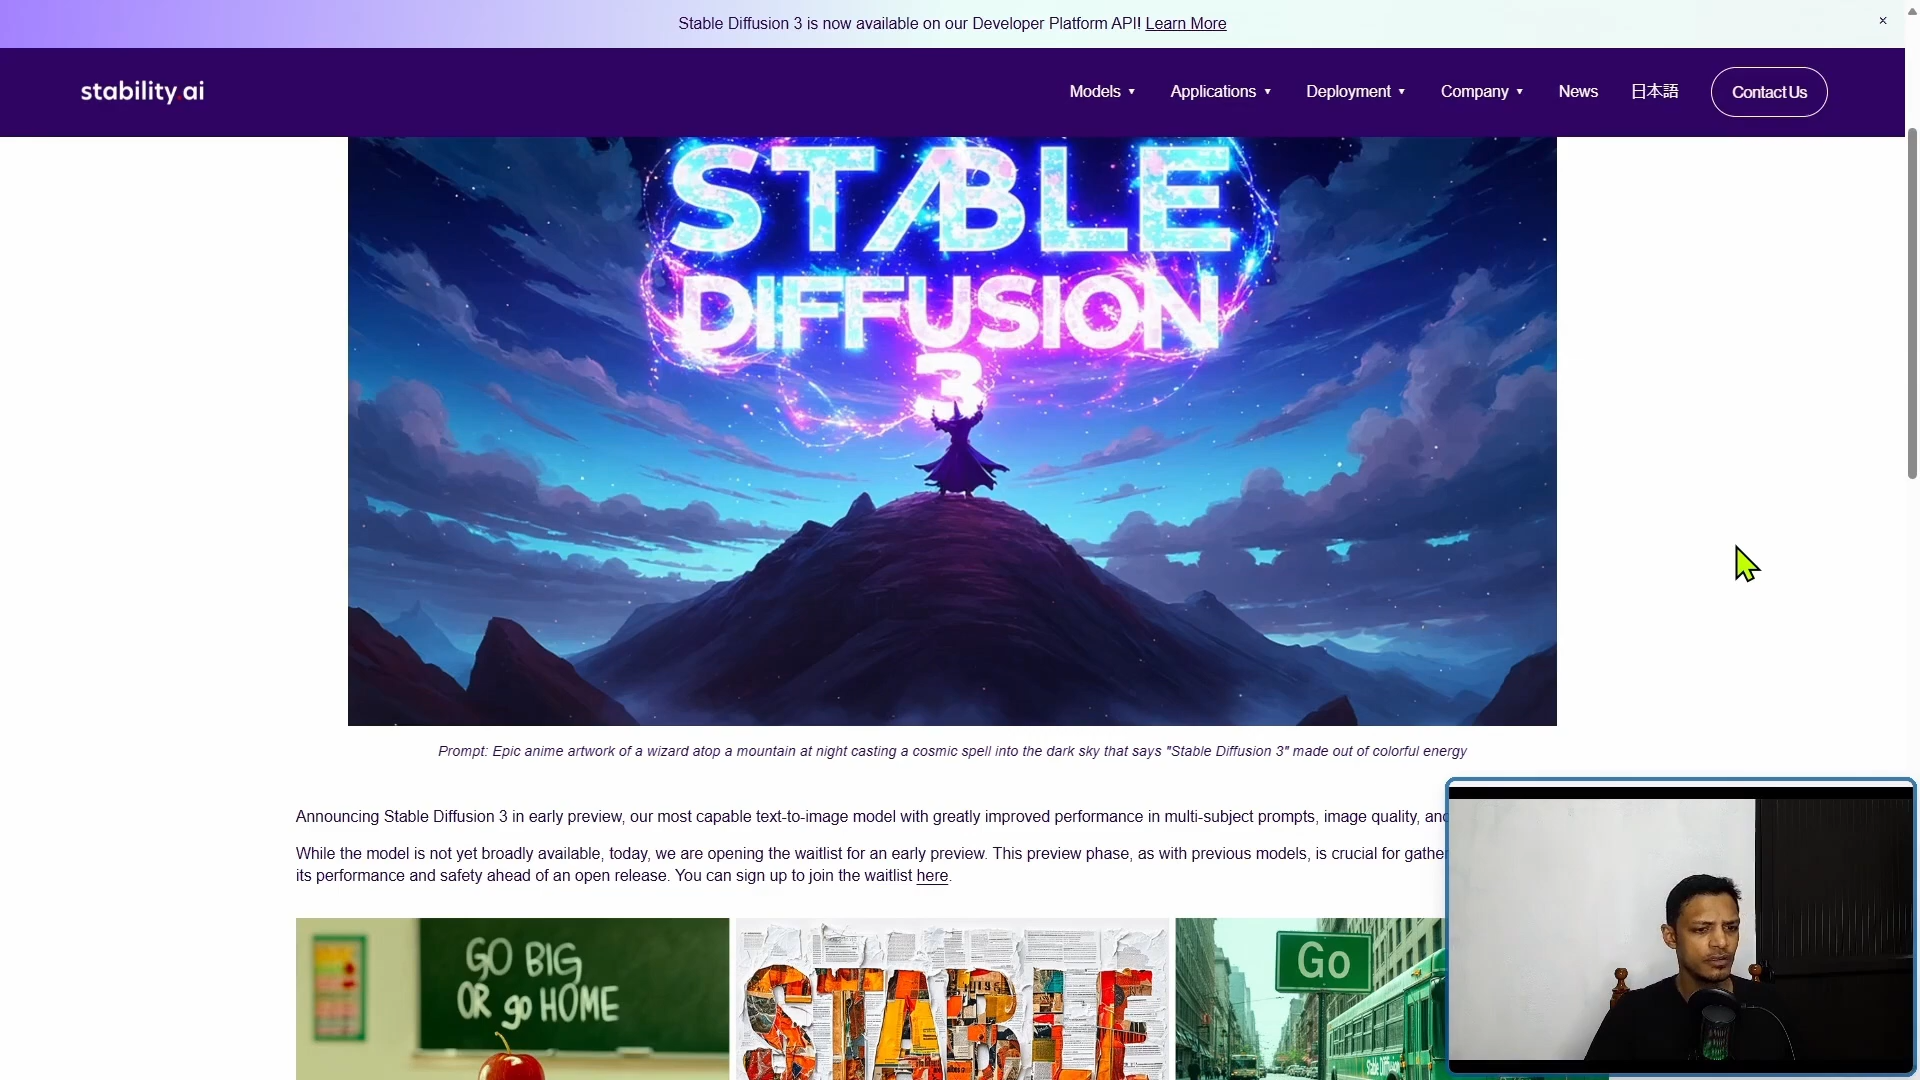 Stable Diffusion 3 is now available on our Developer Platform API! Learn More
×
stability.ai
Models ▼ Applications ▼ Deployment ▼ Company ▼ News 日本語 Contact Us
STABLE
DIFFUSION
3
Prompt: Epic anime artwork of a wizard atop a mountain at night casting a cosmic spell into the dark sky that says "Stable Diffusion 3" made out of colorful energy
Announcing Stable Diffusion 3 in early preview, our most capable text-to-image model with greatly improved performance in multi-subject prompts, image quality, and
While the model is not yet broadly available, today, we are opening the waitlist for an early preview. This preview phase, as with previous models, is crucial for
its performance and safety ahead of an open release. You can sign up to join the waitlist here.
GO BIG
OR go HOME
STABLE
Go
Stable Diffusion